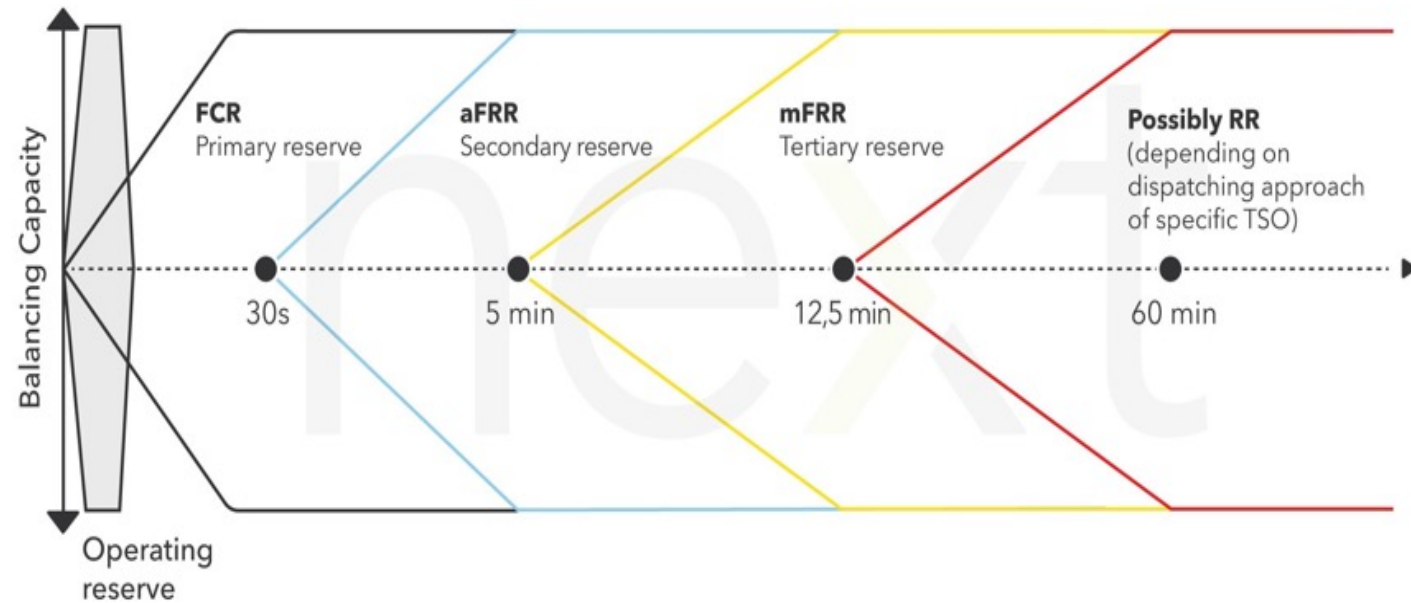 Balancing Capacity
FCR
Primary reserve
aFRR
Secondary reserve
mFRR
Tertiary reserve
Possibly RR
(depending on
dispatching approach
of specific TSO)
30s
5 min
12,5 min
60 min
Operating
reserve
next